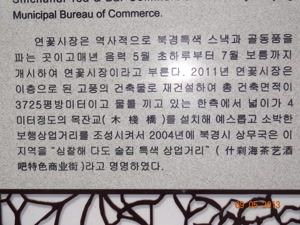 Municipal Bureau of Commerce.
연꽃시장은 역사적으로 북경특색 스낵과 골동품을
파는 곳이고매년 음력 5월 초하루부터 7월 보름까지
개시하여 연꽃시장이라고 부른다. 2011년 연꽃시장은
이층으로 된 고풍의 건축물로 재건설하여 총 건축면적이
3725평방미터이고 물를 끼고 있는 한측에서 넓이가 4
미터정도의 목잔교(木棧橋)를 설치해 예스롭고 소박한
보행상업거리를 조성시켜서 2004년에 북경시 상무국은 이
지역을 "심찰해 다도 술집 특색 상업거리" (什刹海茶艺酒
吧特色商业街)라고 명명하였다.